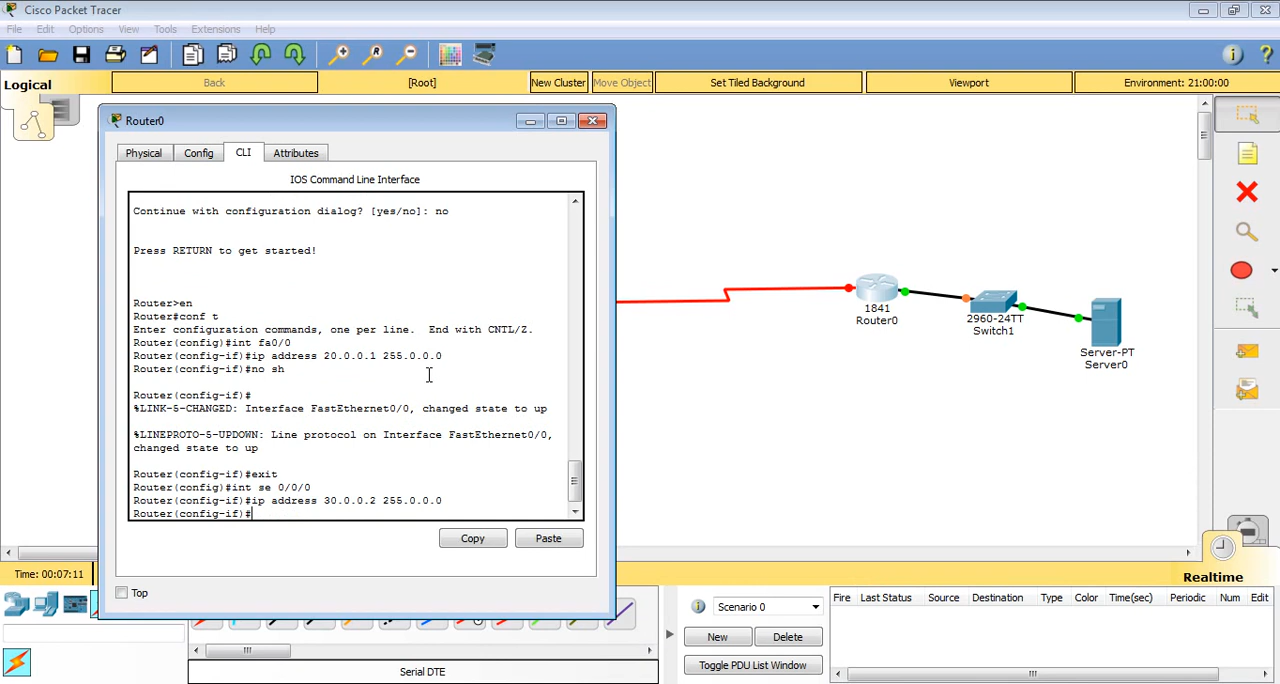 Cisco Packet Tracer
File Edit Options View Tools Extensions Help
Logical
Back
[Root]
New Cluster
Move Object
Set Tiled Background
Viewport
Environment: 21:00:00
Router0
Physical
Config
CLI
Attributes
IOS Command Line Interface
Continue with configuration dialog? [yes/no]: no
Press RETURN to get started!
Router>en
Router#conf t
Enter configuration commands, one per line. End with CNTL/Z.
Router(config)#int fa0/0
Router(config-if)#ip address 20.0.0.1 255.0.0.0
Router(config-if)#no sh
Router(config-if)#
%LINK-5-CHANGED: Interface FastEthernet0/0, changed state to up
%LINEPROTO-5-UPDOWN: Line protocol on Interface FastEthernet0/0,
changed state to up
Router(config-if)#exit
Router(config)#int se 0/0/0
Router(config-if)#ip address 30.0.0.2 255.0.0.0
Router(config-if)#
Copy
Paste
Top
1841
Router0
2960-24TT
Switch1
Server-PT
Server0
Time: 00:07:11
Realtime
Scenario 0
New
Delete
Toggle PDU List Window
Fire Last Status Source Destination Type Color Time(sec) Periodic Num Edit
Serial DTE